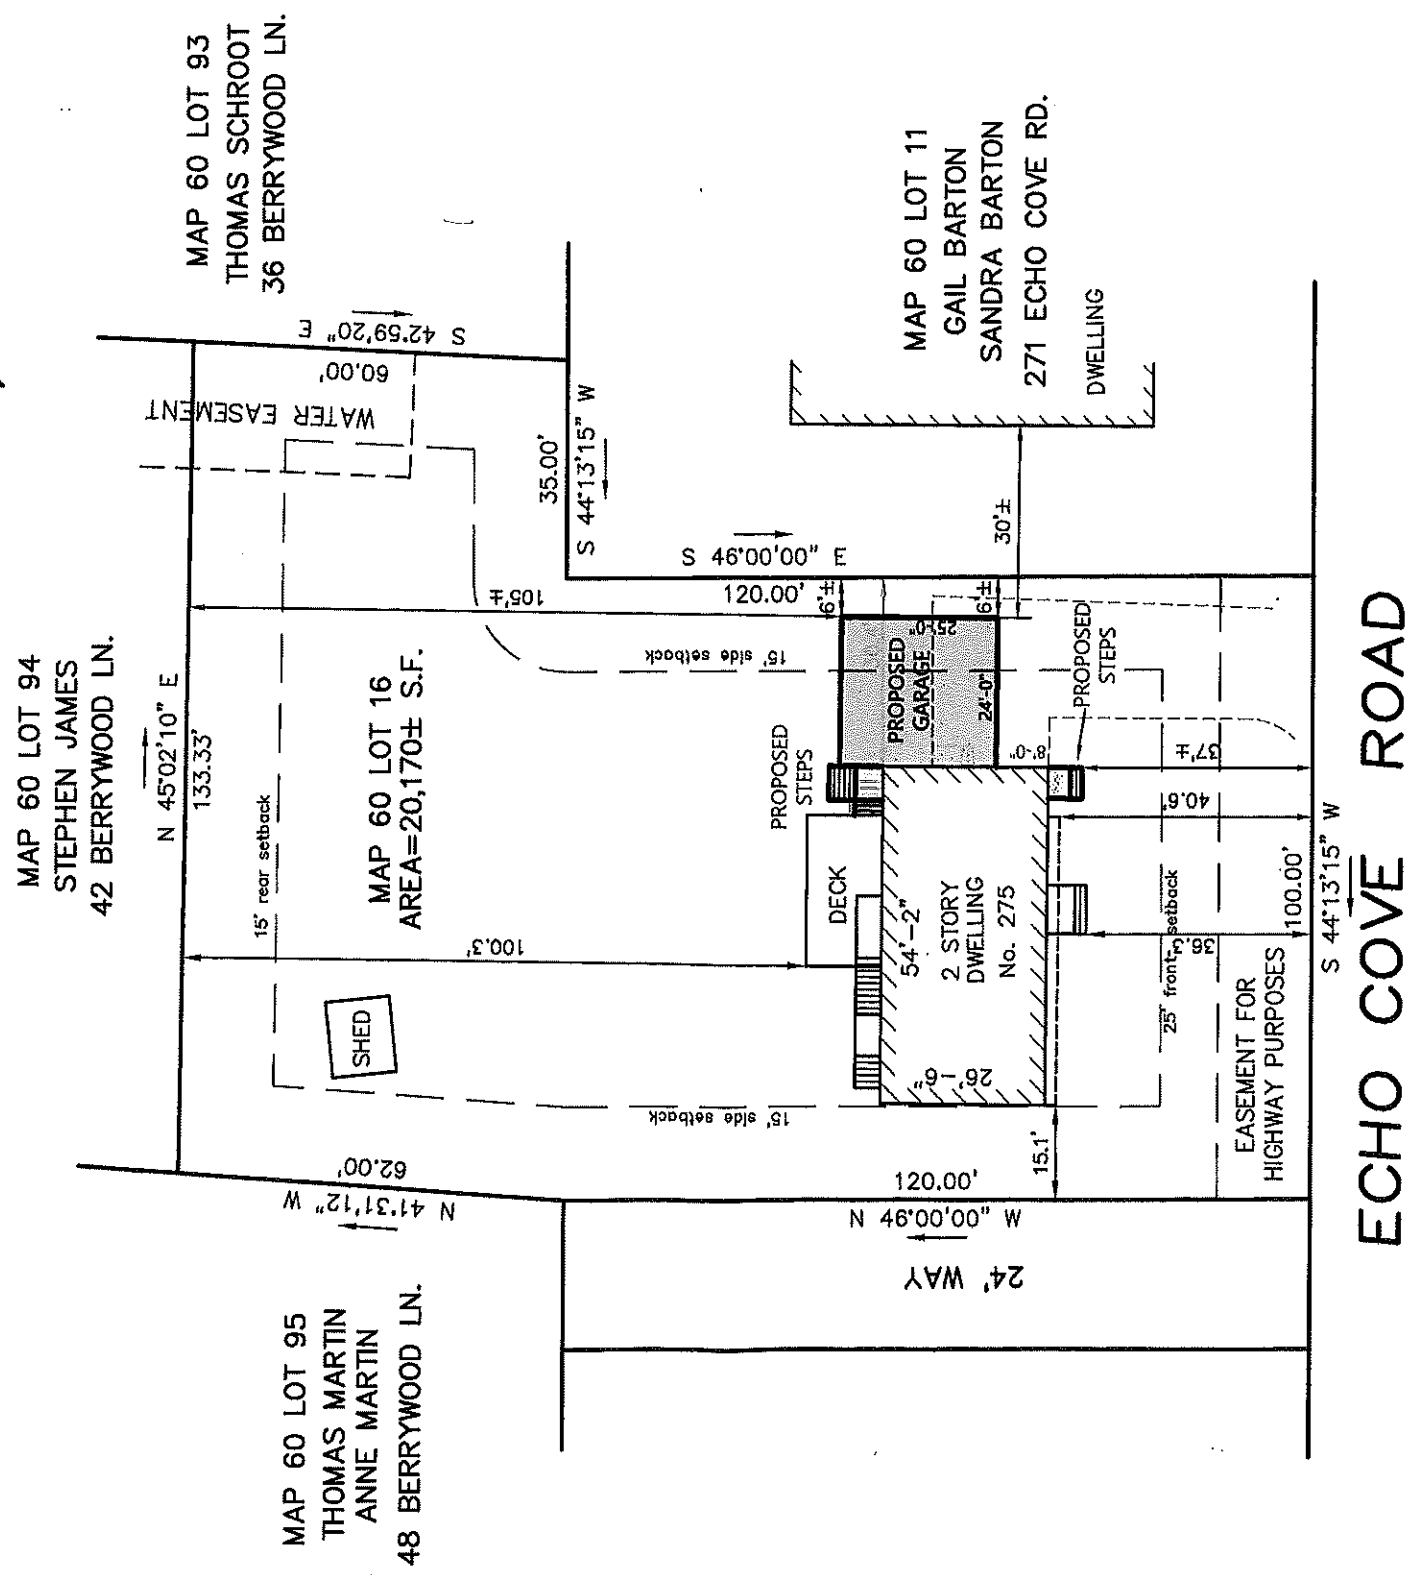 MAP 60 LOT 94
STEPHEN JAMES
42 BERRYWOOD LN.
MAP 60 LOT 93
THOMAS SCHROOT
36 BERRYWOOD LN.
N 45°02'10" E
133.33'
S 42°59'20" E
60.00'
WATER EASEMENT
15' rear setback
MAP 60 LOT 16
AREA=20,170± S.F.
105'±
100.3'
SHED
35.00'
S 44°13'15" W
S 46°00'00" E
120.00'
15' side setback
15' side setback
62.00'
N 41°31'12" W
MAP 60 LOT 95
THOMAS MARTIN
ANNE MARTIN
48 BERRYWOOD LN.
MAP 60 LOT 11
GAIL BARTON
SANDRA BARTON
271 ECHO COVE RD.
DWELLING
30'±
6'±
6'±
PROPOSED
GARAGE
25'-0"
24'-0"
8'-0"
PROPOSED
STEPS
PROPOSED
STEPS
DECK
54'-2"
2 STORY
DWELLING
No. 275
26'-6"
15.1'
37'±
40.6'
36.3'
25' front setback
120.00'
N 46°00'00" W
24' WAY
EASEMENT FOR
HIGHWAY PURPOSES
100.00'
S 44°13'15" W
ECHO COVE ROAD